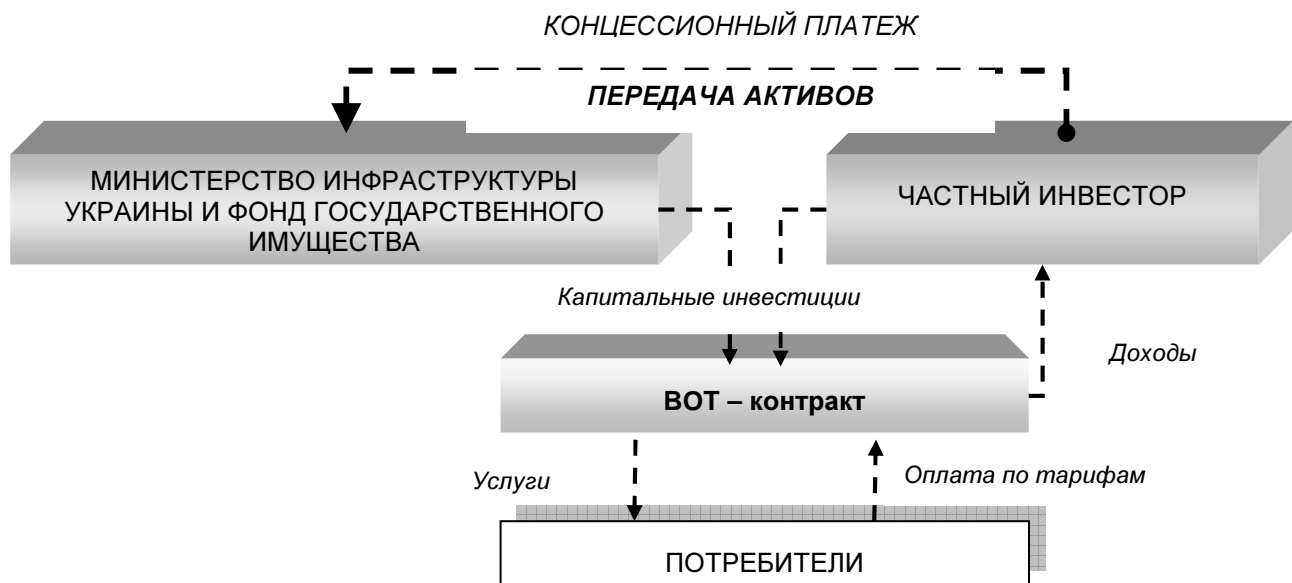 КОНЦЕССИОННЫЙ ПЛАТЕЖ
ПЕРЕДАЧА АКТИВОВ
МИНИСТЕРСТВО ИНФРАСТРУКТУРЫ
УКРАИНЫ И ФОНД ГОСУДАРСТВЕННОГО
ИМУЩЕСТВА
ЧАСТНЫЙ ИНВЕСТОР
Капитальные инвестиции
Доходы
ВОТ – контракт
Услуги
Оплата по тарифам
ПОТРЕБИТЕЛИ